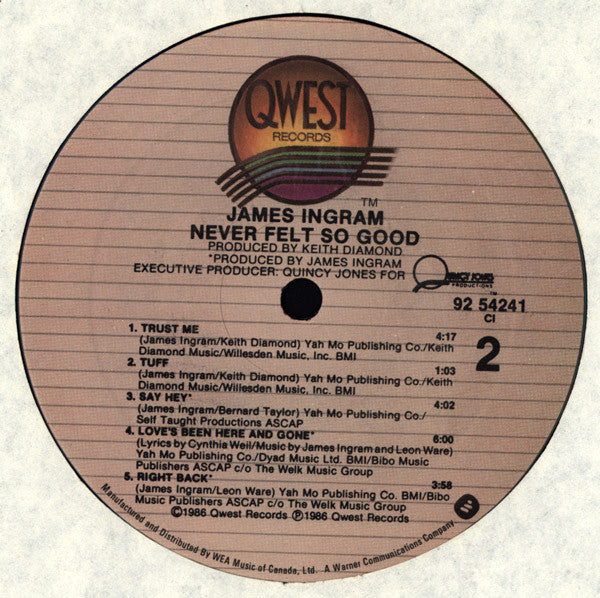 QWEST
RECORDS
TM
JAMES INGRAM
NEVER FELT SO GOOD
PRODUCED BY KEITH DIAMOND
*PRODUCED BY JAMES INGRAM
EXECUTIVE PRODUCER: QUINCY JONES FOR
QUINCY JONES
PRODUCTIONS
TM
92 54241
CI
2
1. TRUST ME 4:17
(James Ingram/Keith Diamond) Yah Mo Publishing Co./Keith
Diamond Music/Willesden Music, Inc. BMI
2. TUFF 1:03
(James Ingram/Keith Diamond) Yah Mo Publishing Co./Keith
Diamond Music/Willesden Music, Inc. BMI
3. SAY HEY* 4:02
(James Ingram/Bernard Taylor) Yah Mo Publishing Co./
Self Taught Productions ASCAP
4. LOVE'S BEEN HERE AND GONE* 6:00
(Lyrics by Cynthia Weil/Music by James Ingram and Leon Ware)
Yah Mo Publishing Co./Dyad Music Ltd. BMI/Bibo Music
Publishers ASCAP c/o The Welk Music Group
5. RIGHT BACK* 3:58
(James Ingram/Leon Ware) Yah Mo Publishing Co. BMI/Bibo
Music Publishers ASCAP c/o The Welk Music Group
©1986 Qwest Records ℗1986 Qwest Records
Manufactured and Distributed By WEA Music of Canada, Ltd. A Warner Communications Company